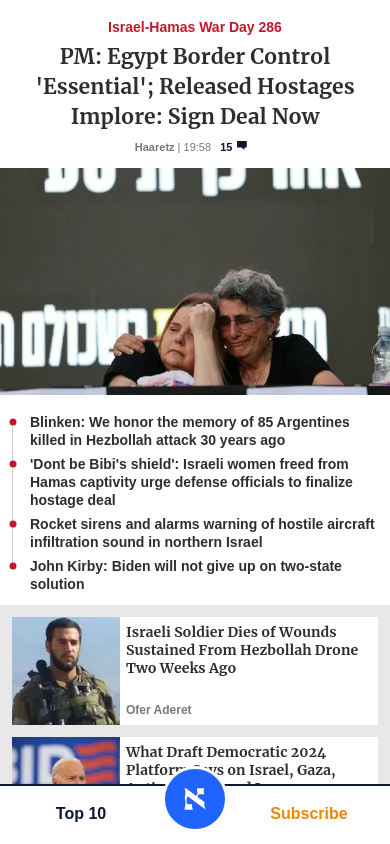 Israel-Hamas War Day 286
PM: Egypt Border Control
'Essential'; Released Hostages
Implore: Sign Deal Now
Haaretz | 19:58 15
Blinken: We honor the memory of 85 Argentines
killed in Hezbollah attack 30 years ago
'Dont be Bibi's shield': Israeli women freed from
Hamas captivity urge defense officials to finalize
hostage deal
Rocket sirens and alarms warning of hostile aircraft
infiltration sound in northern Israel
John Kirby: Biden will not give up on two-state
solution
Israeli Soldier Dies of Wounds
Sustained From Hezbollah Drone
Two Weeks Ago
Ofer Aderet
What Draft Democratic 2024
Platform Says on Israel, Gaza,
Top 10
Subscribe